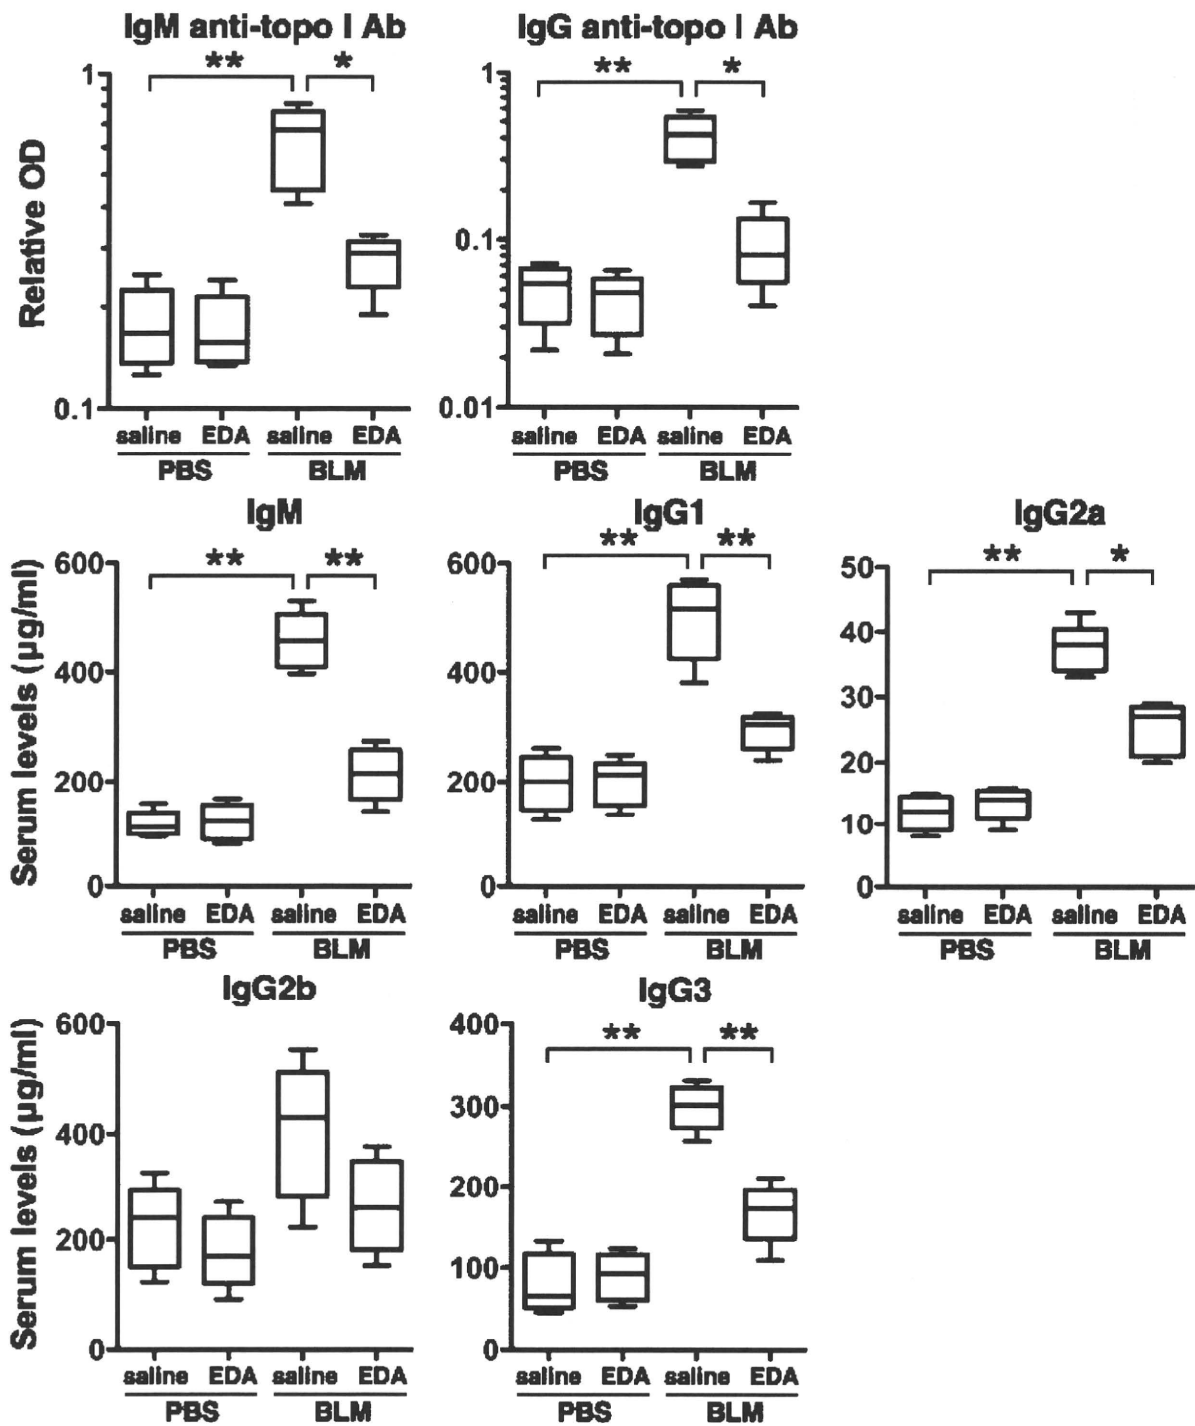 IgM anti-topo I Ab
** *
Relative OD
1
0.1
saline EDA saline EDA
PBS BLM
IgG anti-topo I Ab
** *
1
0.1
0.01
saline EDA saline EDA
PBS BLM
IgM
** **
Serum levels (µg/ml)
600
400
200
0
saline EDA saline EDA
PBS BLM
IgG1
** **
600
400
200
0
saline EDA saline EDA
PBS BLM
IgG2a
** *
50
40
30
20
10
0
saline EDA saline EDA
PBS BLM
IgG2b
Serum levels (µg/ml)
600
400
200
0
saline EDA saline EDA
PBS BLM
IgG3
** **
400
300
200
100
0
saline EDA saline EDA
PBS BLM